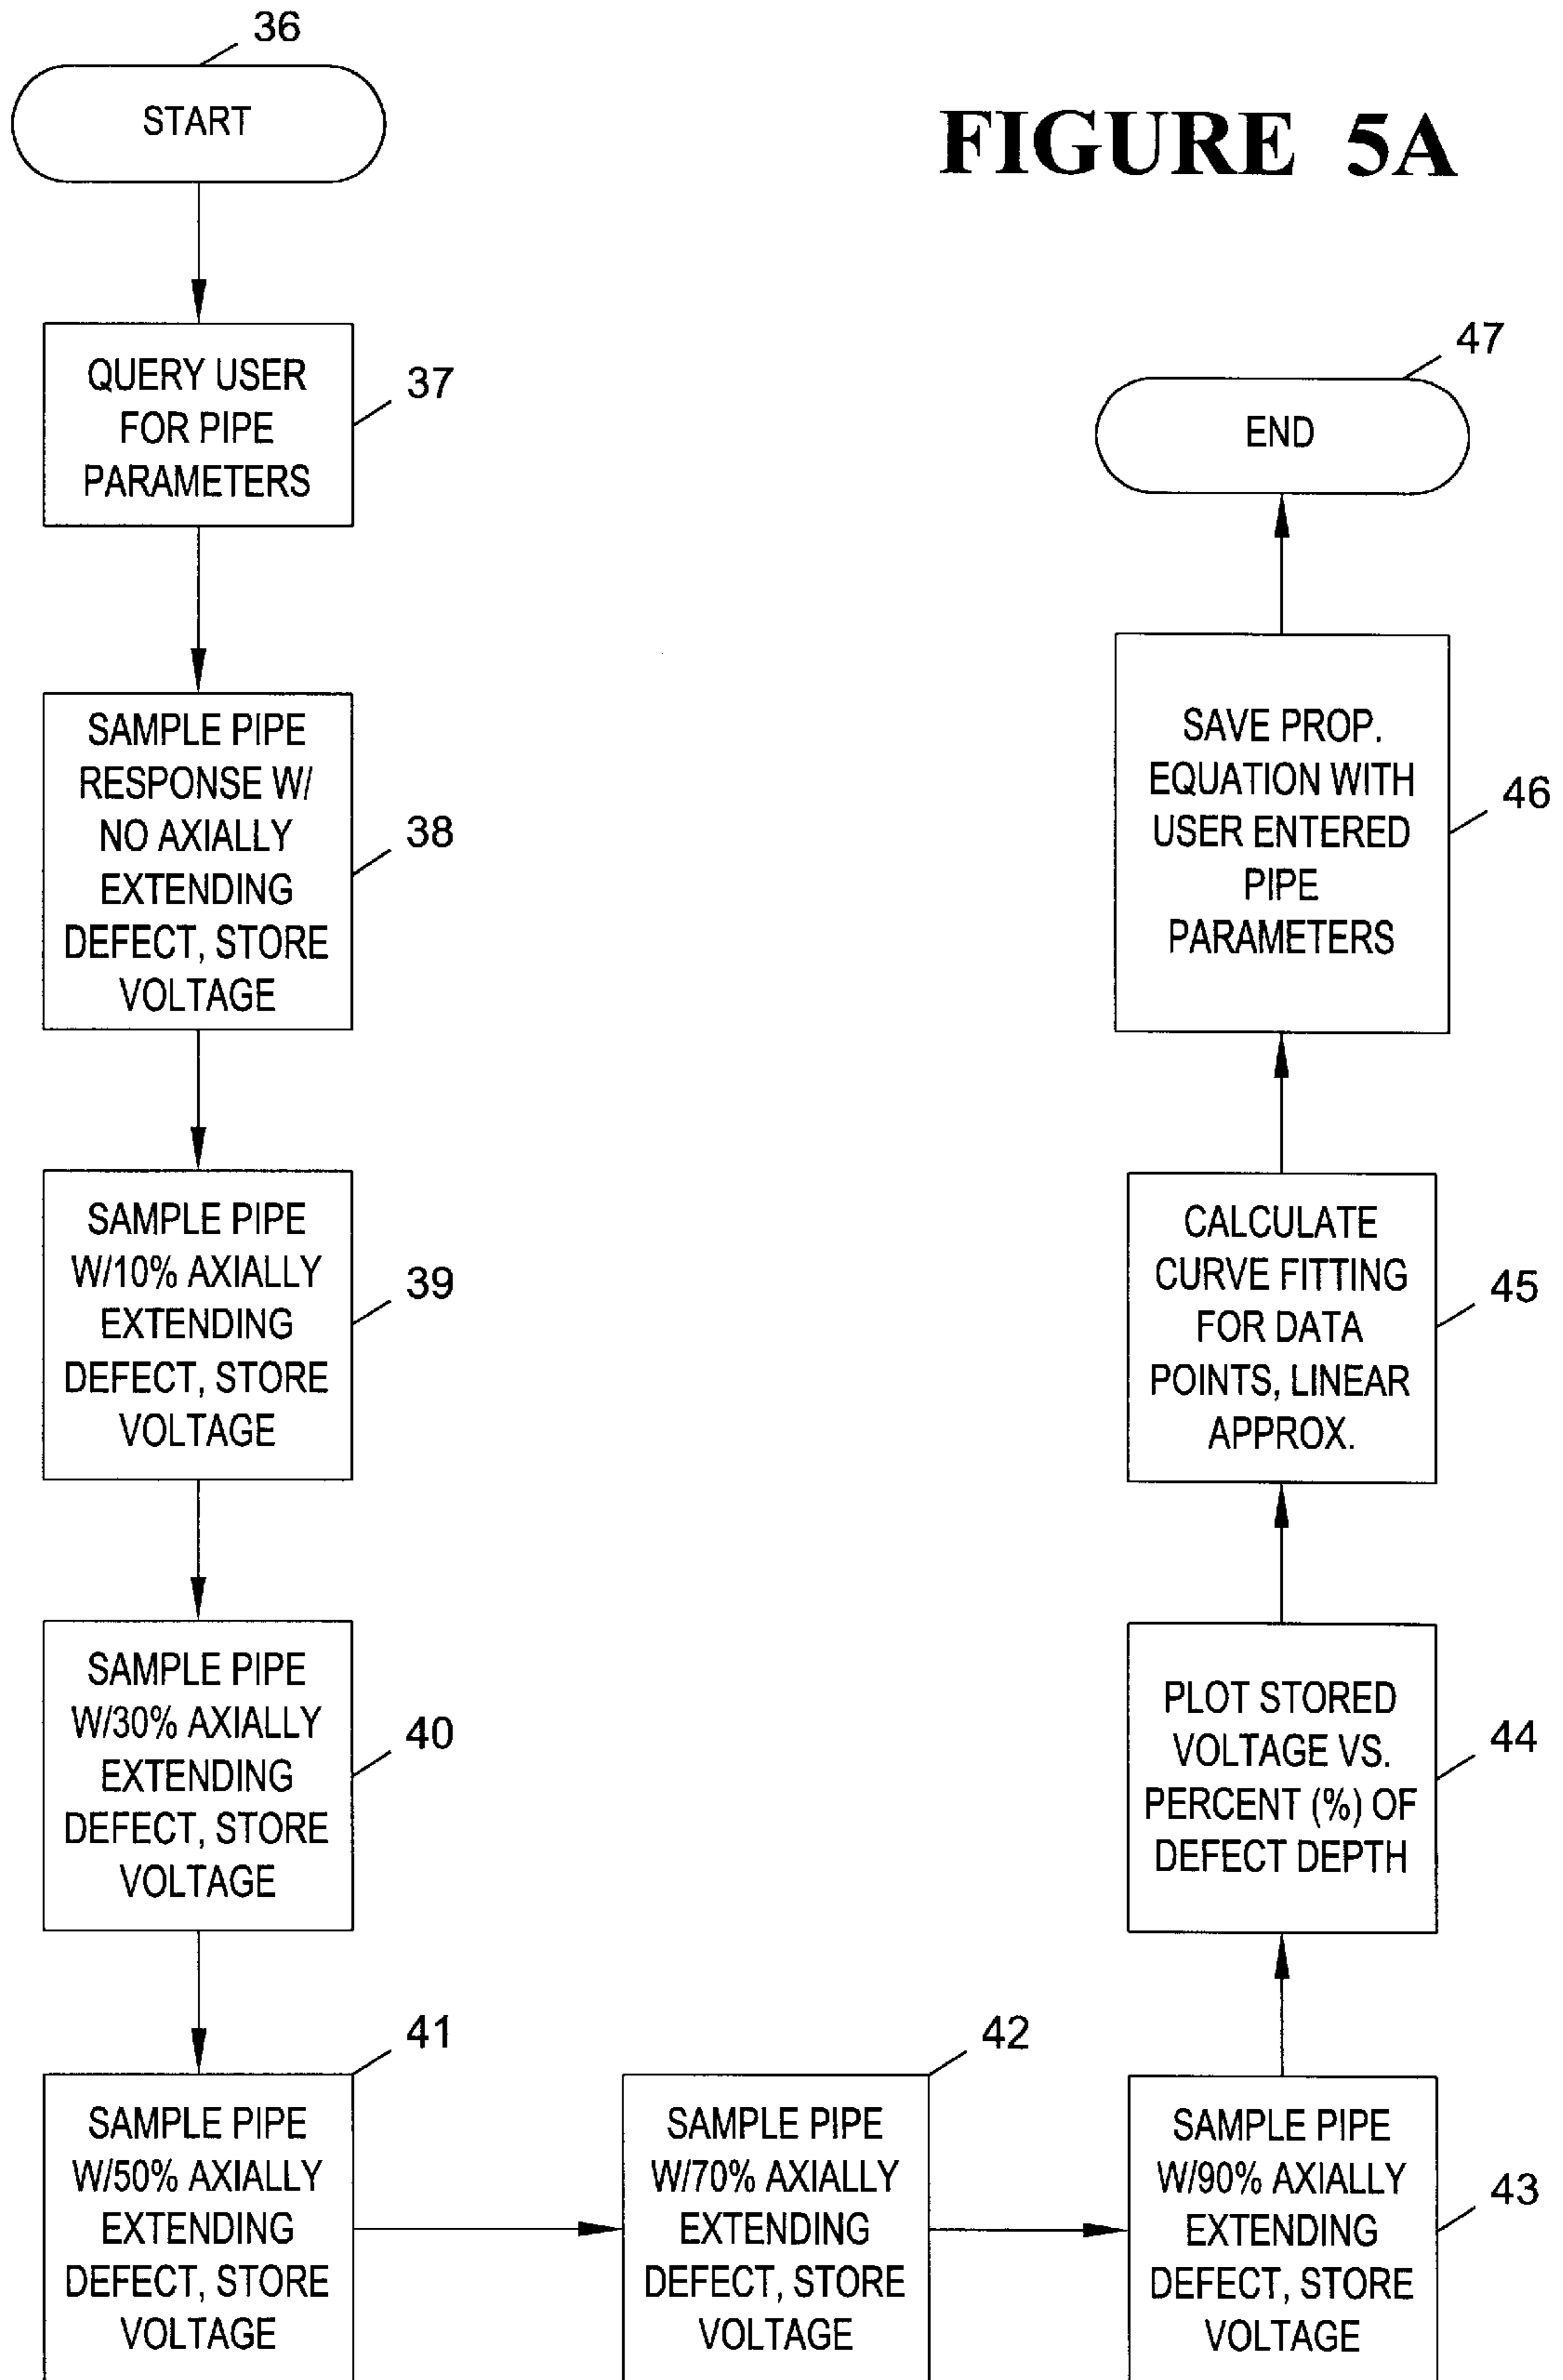 FIGURE 5A
36
START
QUERY USER
FOR PIPE
PARAMETERS
37
SAMPLE PIPE
RESPONSE W/
NO AXIALLY
EXTENDING
DEFECT, STORE
VOLTAGE
38
SAMPLE PIPE
W/10% AXIALLY
EXTENDING
DEFECT, STORE
VOLTAGE
39
SAMPLE PIPE
W/30% AXIALLY
EXTENDING
DEFECT, STORE
VOLTAGE
40
41
SAMPLE PIPE
W/50% AXIALLY
EXTENDING
DEFECT, STORE
VOLTAGE
42
SAMPLE PIPE
W/70% AXIALLY
EXTENDING
DEFECT, STORE
VOLTAGE
SAMPLE PIPE
W/90% AXIALLY
EXTENDING
DEFECT, STORE
VOLTAGE
43
PLOT STORED
VOLTAGE VS.
PERCENT (%) OF
DEFECT DEPTH
44
CALCULATE
CURVE FITTING
FOR DATA
POINTS, LINEAR
APPROX.
45
SAVE PROP.
EQUATION WITH
USER ENTERED
PIPE
PARAMETERS
46
47
END